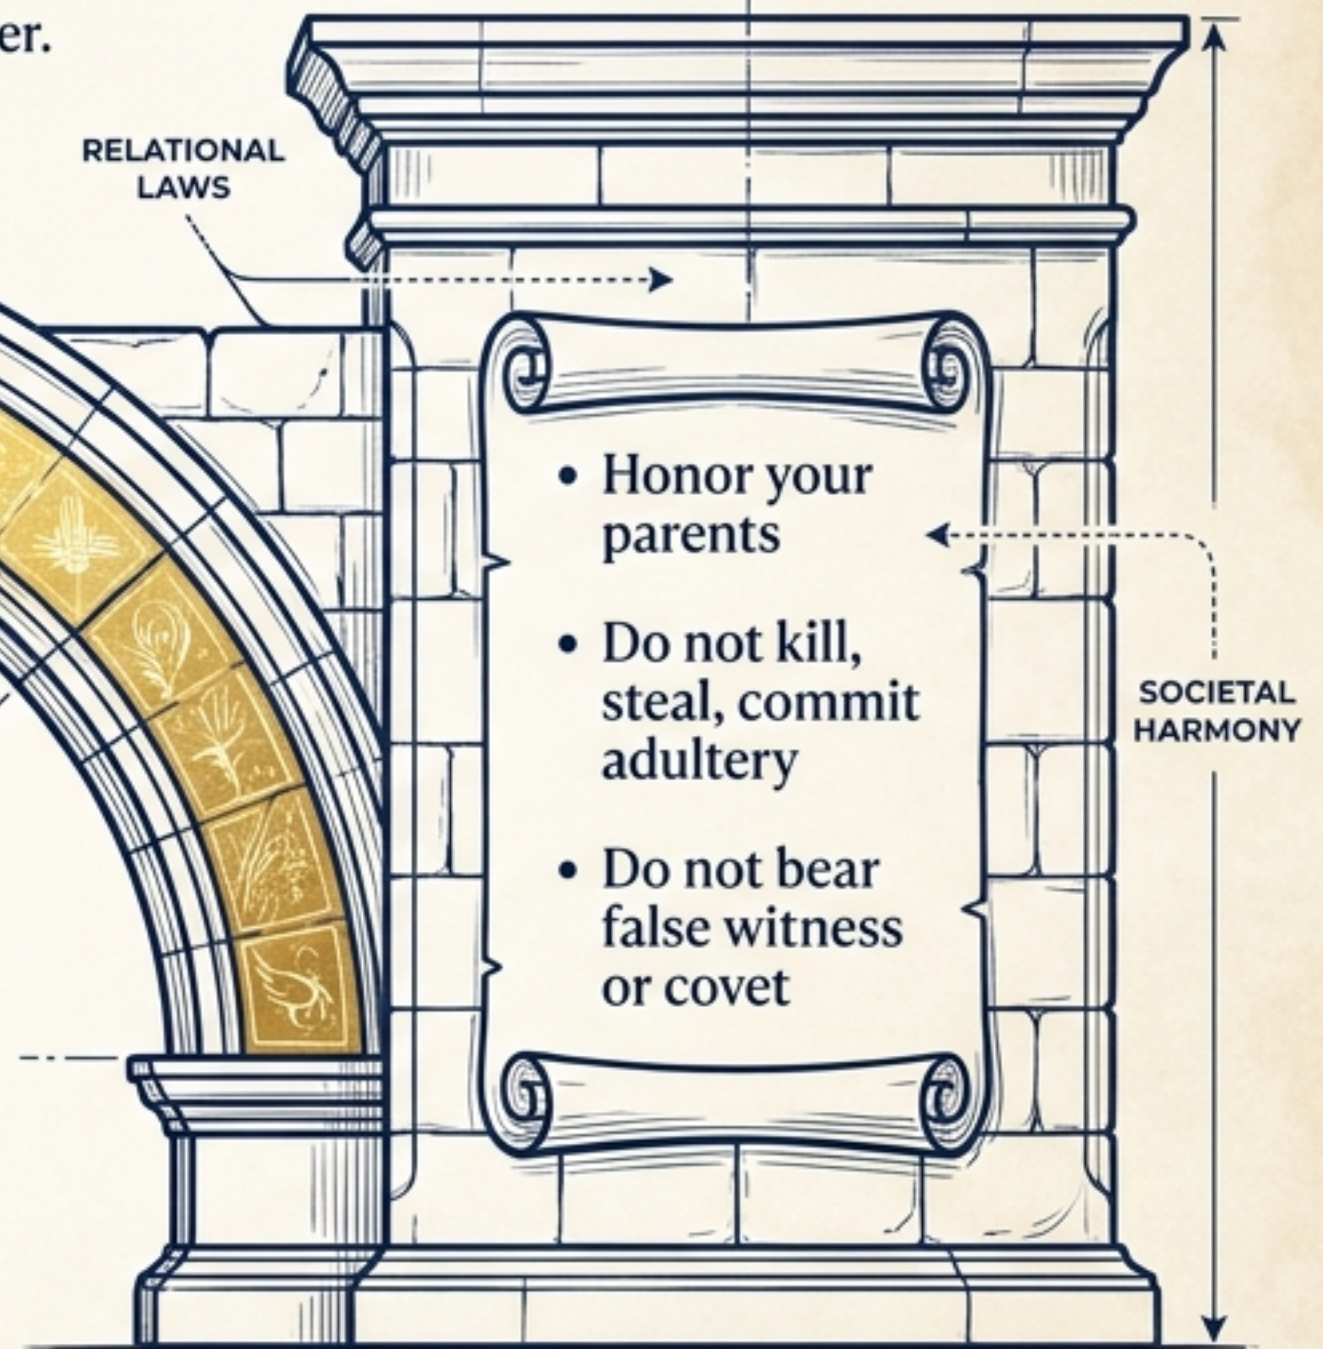 er.
RELATIONAL
LAWS
• Honor your
parents
• Do not kill,
steal, commit
adultery
• Do not bear
false witness
or covet
SOCIETAL
HARMONY